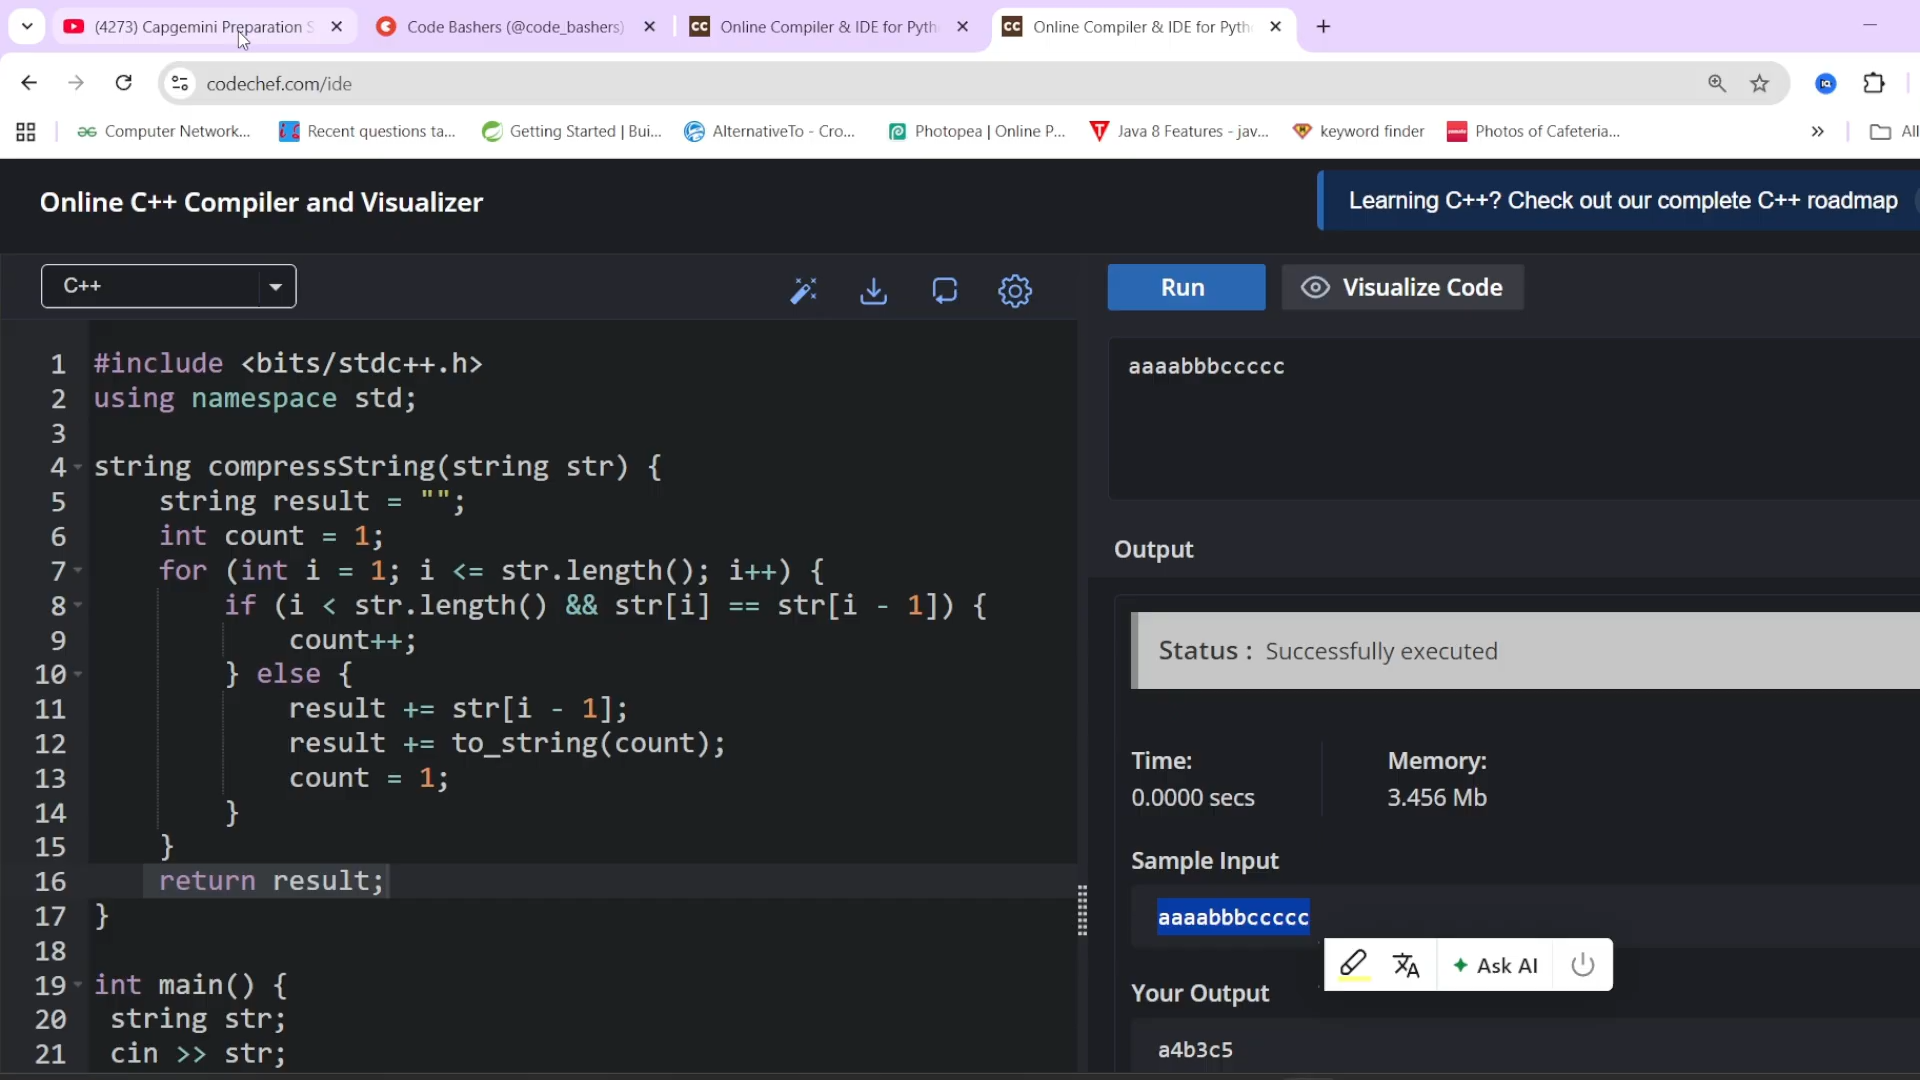 (4273) Capgemini Preparation S
Code Bashers (@code_bashers)
CC Online Compiler & IDE for Pyth
CC Online Compiler & IDE for Pyth
codechef.com/ide
Computer Network...
Recent questions ta...
Getting Started | Bui...
AlternativeTo - Cro...
Photopea | Online P...
Java 8 Features - jav...
keyword finder
Photos of Cafeteria...
All
Online C++ Compiler and Visualizer
Learning C++? Check out our complete C++ roadmap
C++
Run
Visualize Code
1 #include <bits/stdc++.h>
2 using namespace std;
3
4 string compressString(string str) {
5 string result = "";
6 int count = 1;
7 for (int i = 1; i <= str.length(); i++) {
8 if (i < str.length() && str[i] == str[i - 1]) {
9 count++;
10 } else {
11 result += str[i - 1];
12 result += to_string(count);
13 count = 1;
14 }
15 }
16 return result;
17 }
18
19 int main() {
20 string str;
21 cin >> str;
aaaabbbccccc
Output
Status : Successfully executed
Time:
0.0000 secs
Memory:
3.456 Mb
Sample Input
aaaabbbccccc
Ask AI
Your Output
a4b3c5